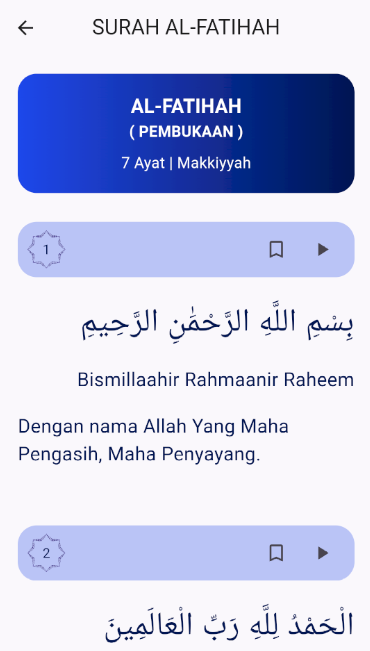 SURAH AL-FATIHAH
AL-FATIHAH
( PEMBUKAAN )
7 Ayat | Makkiyyah
1
بِسْمِ اللَّهِ الرَّحْمَٰنِ الرَّحِيمِ
Bismillaahir Rahmaanir Raheem
Dengan nama Allah Yang Maha
Pengasih, Maha Penyayang.
2
الْحَمْدُ لِلَّهِ رَبِّ الْعَالَمِينَ